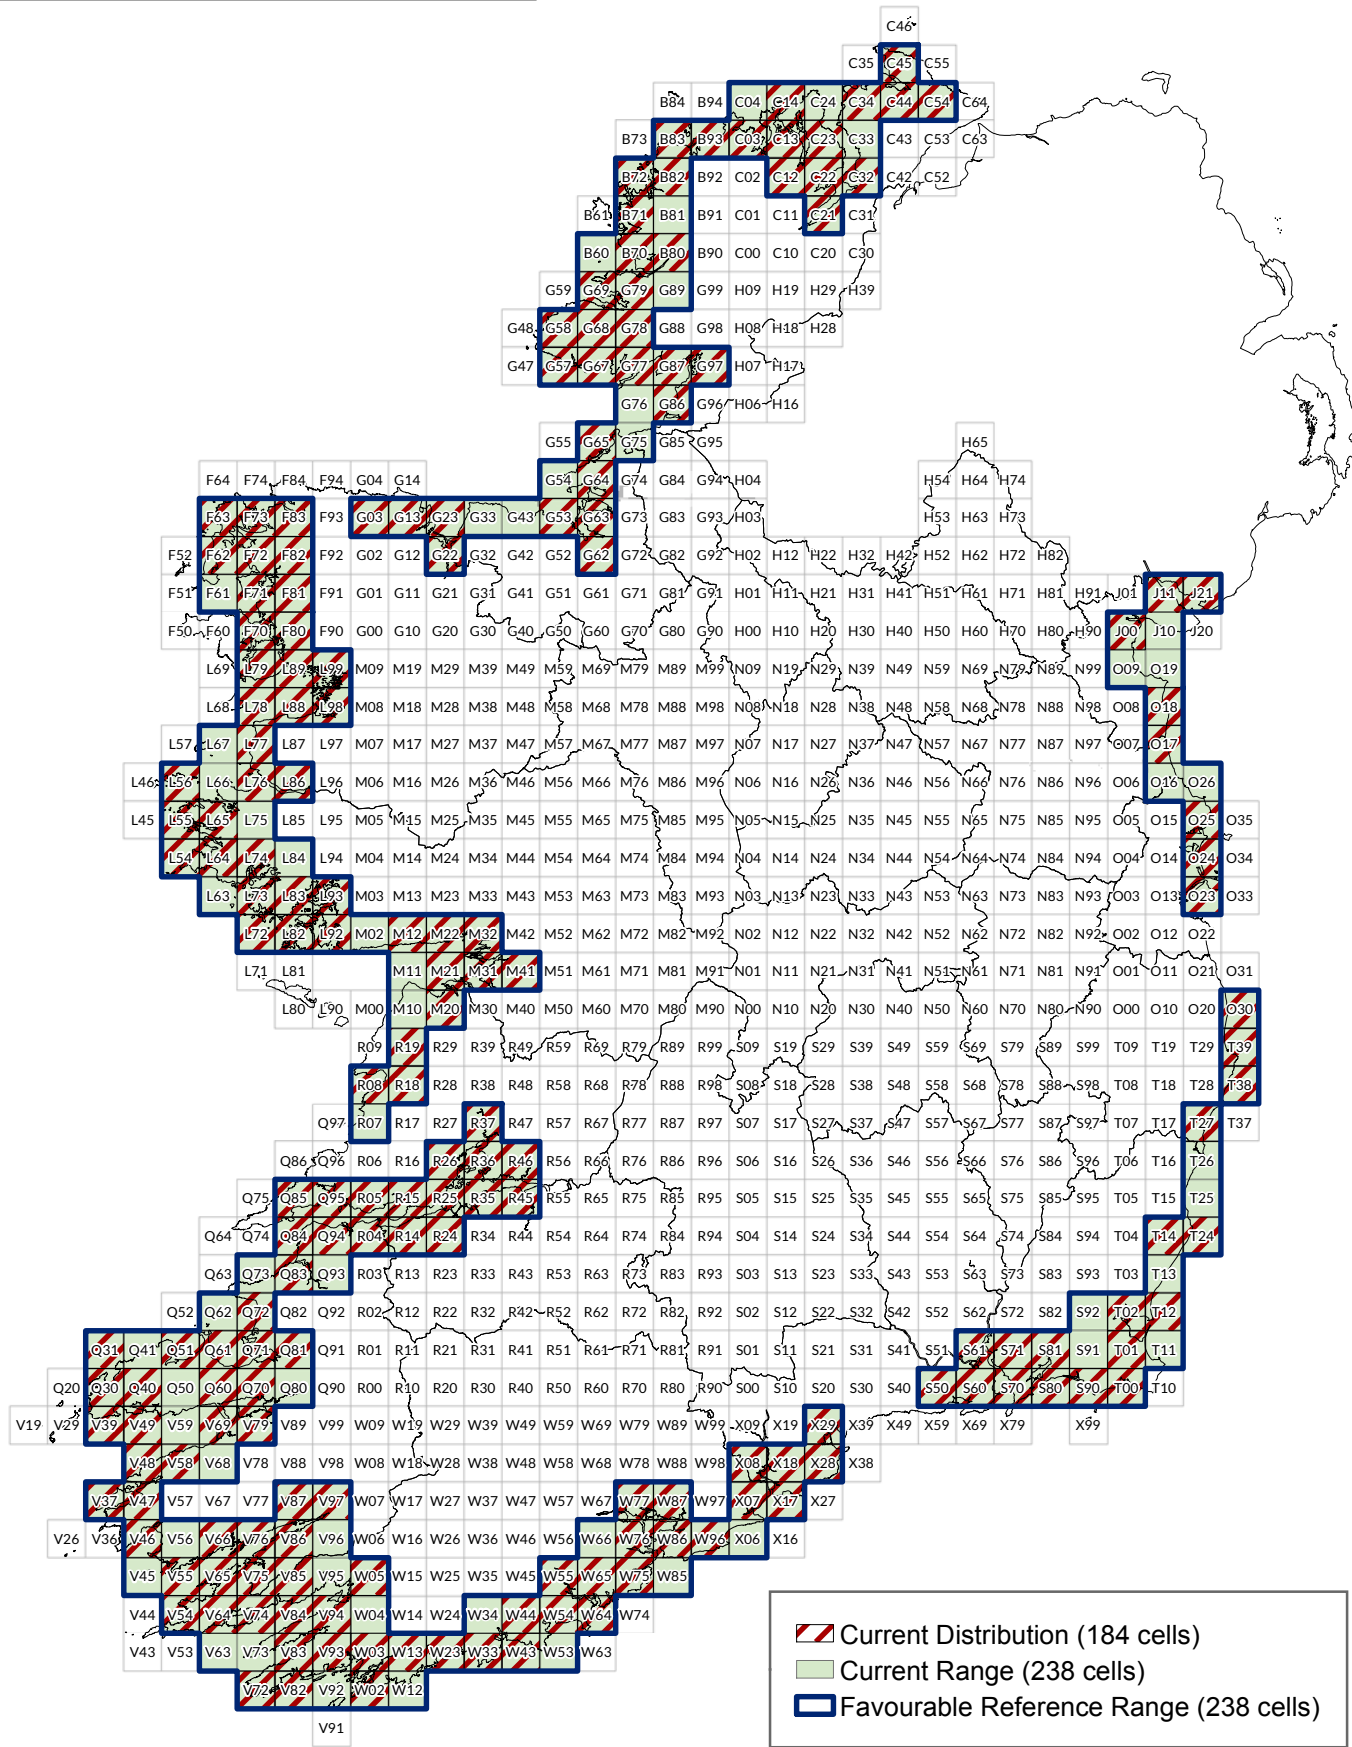 C46
C35 C45 C55
B84 B94 C04 C14 C24 C34 C44 C54 C64
B73 B83 B93 C03 C13 C23 C33 C43 C53 C63
B72 B82 B92 C02 C12 C22 C32 C42 C52
B61 B71 B81 B91 C01 C11 C21 C31
B60 B70 B80 B90 C00 C10 C20 C30
G59 G69 G79 G89 G99 H09 H19 H29 H39
G48 G58 G68 G78 G88 G98 H08 H18 H28
G47 G57 G67 G77 G87 G97 H07 H17
G76 G86 G96 H06 H16
G55 G65 G75 G85 G95 H65
F64 F74 F84 F94 G04 G14 G54 G64 G74 G84 G94 H04 H54 H64 H74
F63 F73 F83 F93 G03 G13 G23 G33 G43 G53 G63 G73 G83 G93 H03 H53 H63 H73
F52 F62 F72 F82 F92 G02 G12 G22 G32 G42 G52 G62 G72 G82 G92 H02 H12 H22 H32 H42 H52 H62 H72 H82
F51 F61 F71 F81 F91 G01 G11 G21 G31 G41 G51 G61 G71 G81 G91 H01 H11 H21 H31 H41 H51 H61 H71 H81 H91 J01 J11 J21
F50 F60 F70 F80 F90 G00 G10 G20 G30 G40 G50 G60 G70 G80 G90 H00 H10 H20 H30 H40 H50 H60 H70 H80 H90 J00 J10 J20
L69 L79 L89 L99 M09 M19 M29 M39 M49 M59 M69 M79 M89 M99 N09 N19 N29 N39 N49 N59 N69 N79 N89 N99 O09 O19
L68 L78 L88 L98 M08 M18 M28 M38 M48 M58 M68 M78 M88 M98 N08 N18 N28 N38 N48 N58 N68 N78 N88 N98 O08 O18
L57 L67 L77 L87 L97 M07 M17 M27 M37 M47 M57 M67 M77 M87 M97 N07 N17 N27 N37 N47 N57 N67 N77 N87 N97 O07 O17
L46 L56 L66 L76 L86 L96 M06 M16 M26 M36 M46 M56 M66 M76 M86 M96 N06 N16 N26 N36 N46 N56 N66 N76 N86 N96 O06 O16 O26
L45 L55 L65 L75 L85 L95 M05 M15 M25 M35 M45 M55 M65 M75 M85 M95 N05 N15 N25 N35 N45 N55 N65 N75 N85 N95 O05 O15 O25 O35
L54 L64 L74 L84 L94 M04 M14 M24 M34 M44 M54 M64 M74 M84 M94 N04 N14 N24 N34 N44 N54 N64 N74 N84 N94 O04 O14 O24 O34
L63 L73 L83 L93 M03 M13 M23 M33 M43 M53 M63 M73 M83 M93 N03 N13 N23 N33 N43 N53 N63 N73 N83 N93 O03 O13 O23 O33
L72 L82 L92 M02 M12 M22 M32 M42 M52 M62 M72 M82 M92 N02 N12 N22 N32 N42 N52 N62 N72 N82 N92 O02 O12 O22
L71 L81 M11 M21 M31 M41 M51 M61 M71 M81 M91 N01 N11 N21 N31 N41 N51 N61 N71 N81 N91 O01 O11 O21 O31
L80 L90 M00 M10 M20 M30 M40 M50 M60 M70 M80 M90 N00 N10 N20 N30 N40 N50 N60 N70 N80 N90 O00 O10 O20 O30
R09 R19 R29 R39 R49 R59 R69 R79 R89 R99 S09 S19 S29 S39 S49 S59 S69 S79 S89 S99 T09 T19 T29 T39
R08 R18 R28 R38 R48 R58 R68 R78 R88 R98 S08 S18 S28 S38 S48 S58 S68 S78 S88 S98 T08 T18 T28 T38
Q97 R07 R17 R27 R37 R47 R57 R67 R77 R87 R97 S07 S17 S27 S37 S47 S57 S67 S77 S87 S97 T07 T17 T27 T37
Q86 Q96 R06 R16 R26 R36 R46 R56 R66 R76 R86 R96 S06 S16 S26 S36 S46 S56 S66 S76 S86 S96 T06 T16 T26
Q75 Q85 Q95 R05 R15 R25 R35 R45 R55 R65 R75 R85 R95 S05 S15 S25 S35 S45 S55 S65 S75 S85 S95 T05 T15 T25
Q64 Q74 Q84 Q94 R04 R14 R24 R34 R44 R54 R64 R74 R84 R94 S04 S14 S24 S34 S44 S54 S64 S74 S84 S94 T04 T14 T24
Q63 Q73 Q83 Q93 R03 R13 R23 R33 R43 R53 R63 R73 R83 R93 S03 S13 S23 S33 S43 S53 S63 S73 S83 S93 T03 T13
Q52 Q62 Q72 Q82 Q92 R02 R12 R22 R32 R42 R52 R62 R72 R82 R92 S02 S12 S22 S32 S42 S52 S62 S72 S82 S92 T02 T12
Q31 Q41 Q51 Q61 Q71 Q81 Q91 R01 R11 R21 R31 R41 R51 R61 R71 R81 R91 S01 S11 S21 S31 S41 S51 S61 S71 S81 S91 T01 T11
Q20 Q30 Q40 Q50 Q60 Q70 Q80 Q90 R00 R10 R20 R30 R40 R50 R60 R70 R80 R90 S00 S10 S20 S30 S40 S50 S60 S70 S80 S90 T00 T10
V19 V29 V39 V49 V59 V69 V79 V89 V99 W09 W19 W29 W39 W49 W59 W69 W79 W89 W99 X09 X19 X29 X39 X49 X59 X69 X79 X99
V48 V58 V68 V78 V88 V98 W08 W18 W28 W38 W48 W58 W68 W78 W88 W98 X08 X18 X28 X38
V37 V47 V57 V67 V77 V87 V97 W07 W17 W27 W37 W47 W57 W67 W77 W87 W97 X07 X17 X27
V26 V36 V46 V56 V66 V76 V86 V96 W06 W16 W26 W36 W46 W56 W66 W76 W86 W96 X06 X16
V45 V55 V65 V75 V85 V95 W05 W15 W25 W35 W45 W55 W65 W75 W85
V44 V54 V64 V74 V84 V94 W04 W14 W24 W34 W44 W54 W64 W74
V43 V53 V63 V73 V83 V93 W03 W13 W23 W33 W43 W53 W63
V72 V82 V92 W02 W12
V91
Current Distribution (184 cells)
Current Range (238 cells)
Favourable Reference Range (238 cells)